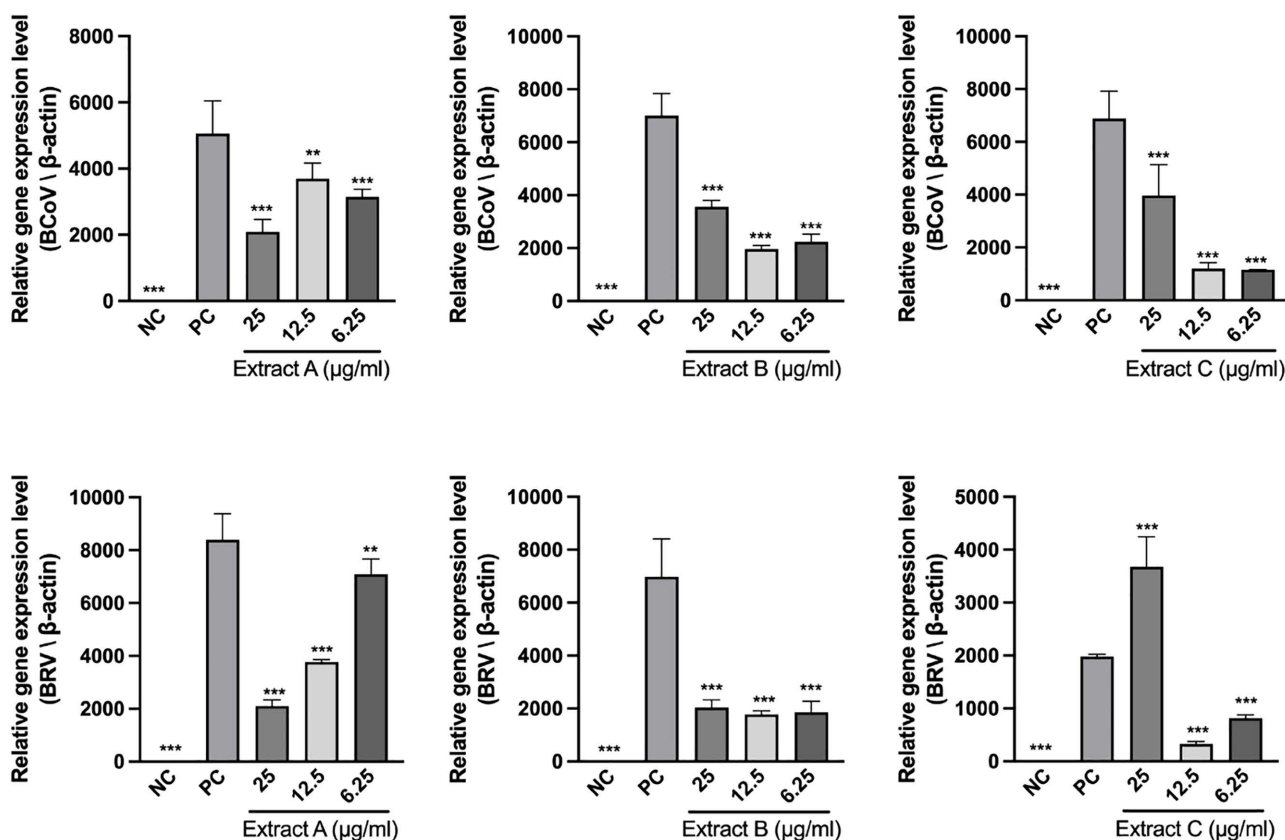 Relative gene expression level
(BCoV \ β-actin)
8000
6000
4000
2000
0
***
***
**
***
NC
PC
25
12.5
6.25
Extract A (µg/ml)
Relative gene expression level
(BCoV \ β-actin)
10000
8000
6000
4000
2000
0
***
***
***
***
NC
PC
25
12.5
6.25
Extract B (µg/ml)
Relative gene expression level
(BCoV \ β-actin)
10000
8000
6000
4000
2000
0
***
***
***
***
NC
PC
25
12.5
6.25
Extract C (µg/ml)
Relative gene expression level
(BRV \ β-actin)
10000
8000
6000
4000
2000
0
***
***
***
**
NC
PC
25
12.5
6.25
Extract A (µg/ml)
Relative gene expression level
(BRV \ β-actin)
10000
8000
6000
4000
2000
0
***
***
***
***
NC
PC
25
12.5
6.25
Extract B (µg/ml)
Relative gene expression level
(BRV \ β-actin)
5000
4000
3000
2000
1000
0
***
***
***
***
NC
PC
25
12.5
6.25
Extract C (µg/ml)